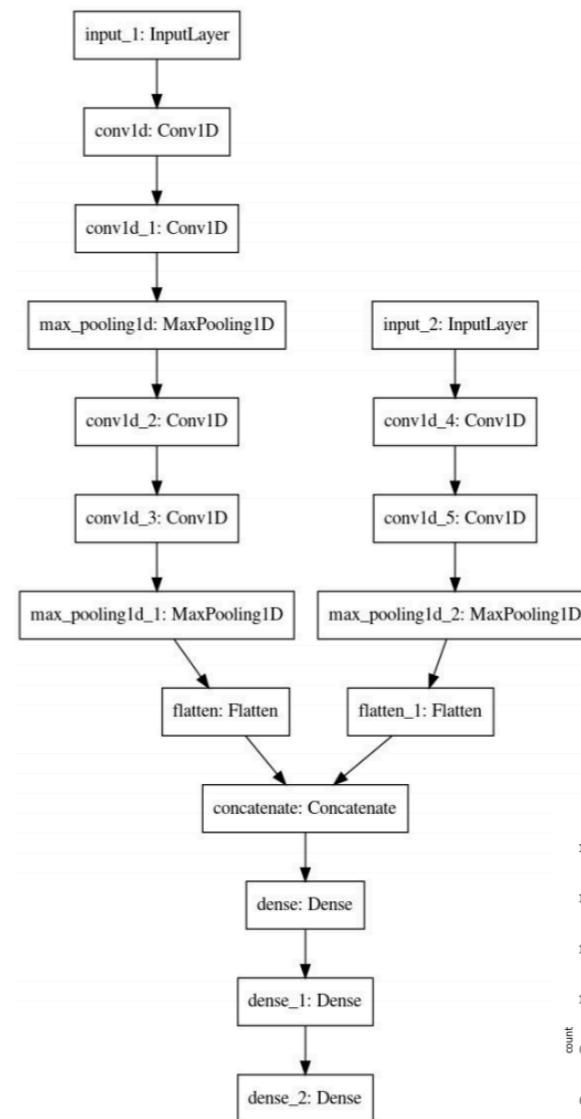 input_1: InputLayer
conv1d: Conv1D
conv1d_1: Conv1D
max_pooling1d: MaxPooling1D
input_2: InputLayer
conv1d_2: Conv1D
conv1d_4: Conv1D
conv1d_3: Conv1D
conv1d_5: Conv1D
max_pooling1d_1: MaxPooling1D
max_pooling1d_2: MaxPooling1D
flatten: Flatten
flatten_1: Flatten
concatenate: Concatenate
dense: Dense
dense_1: Dense
count
dense_2: Dense